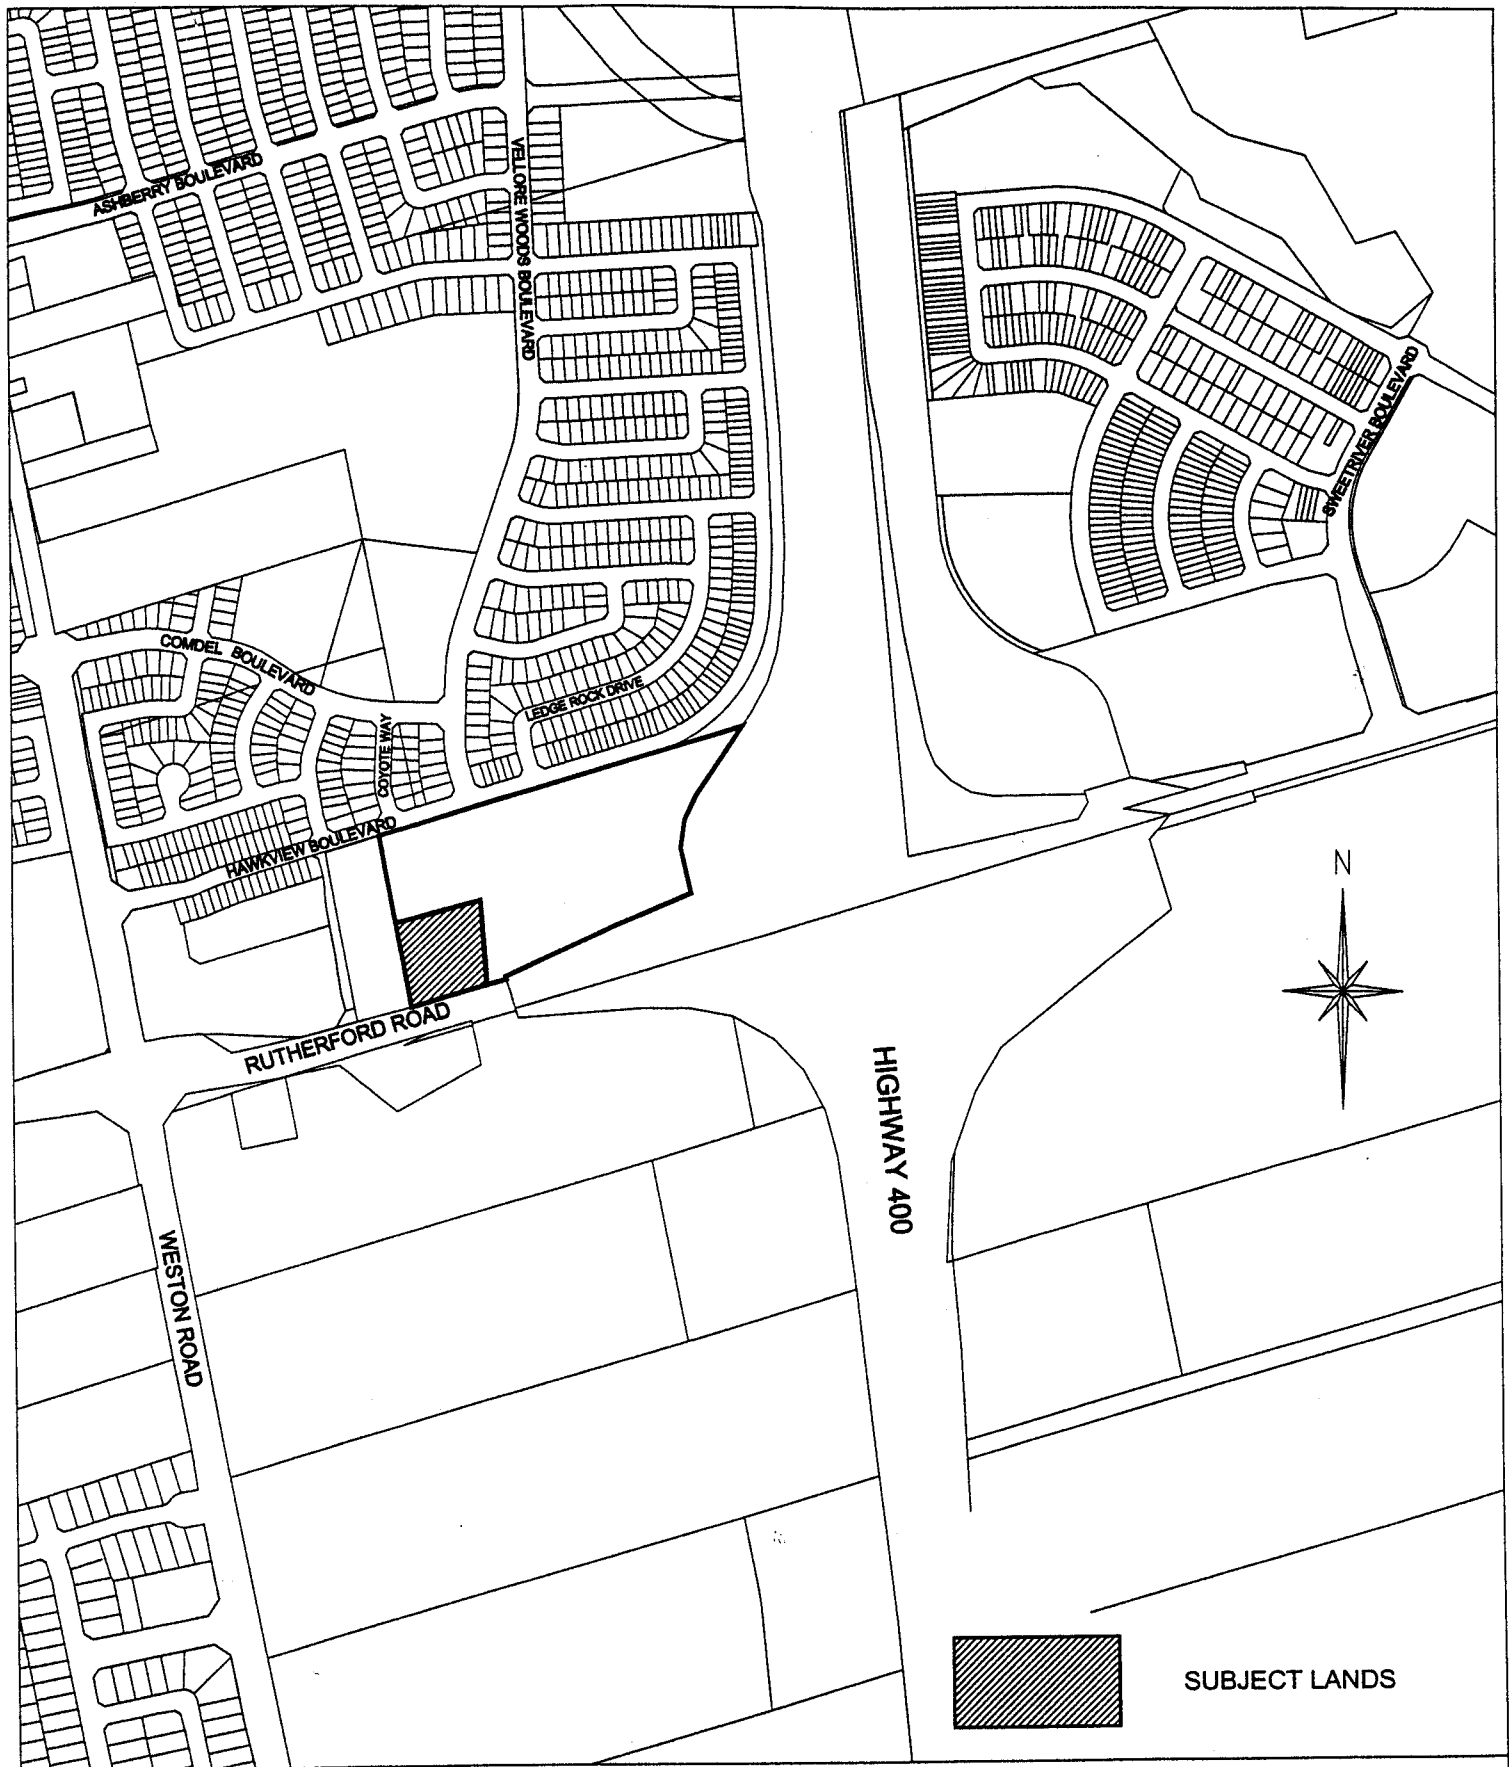 ASHBERRY BOULEVARD
VELLORE WOODS BOULEVARD
SWEETRIVER BOULEVARD
COMDEL BOULEVARD
LEDGE ROCK DRIVE
COYOTE WAY
HAWKVIEW BOULEVARD
N
RUTHERFORD ROAD
HIGHWAY 400
WESTON ROAD
SUBJECT LANDS